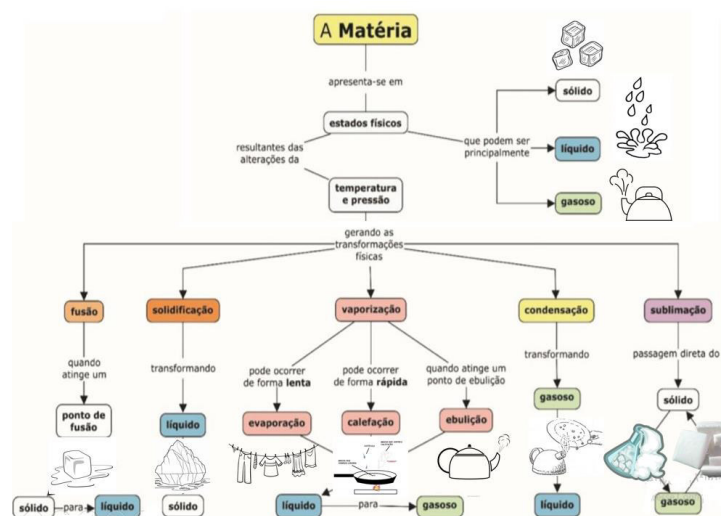 A Matéria
apresenta-se em
estados físicos
sólido
que podem ser
principalmente
líquido
gasoso
resultantes das
alterações da
temperatura
e pressão
gerando as
transformações
físicas
fusão
solidificação
vaporização
condensação
sublimação
quando
atinge um
transformando
pode ocorrer
de forma lenta
pode ocorrer
de forma rápida
quando atinge um
ponto de ebulição
transformando
passagem direta do
ponto de
fusão
líquido
evaporação
calefação
ebulição
gasoso
sólido
sólido
para
líquido
sólido
líquido
para
gasoso
líquido
gasoso